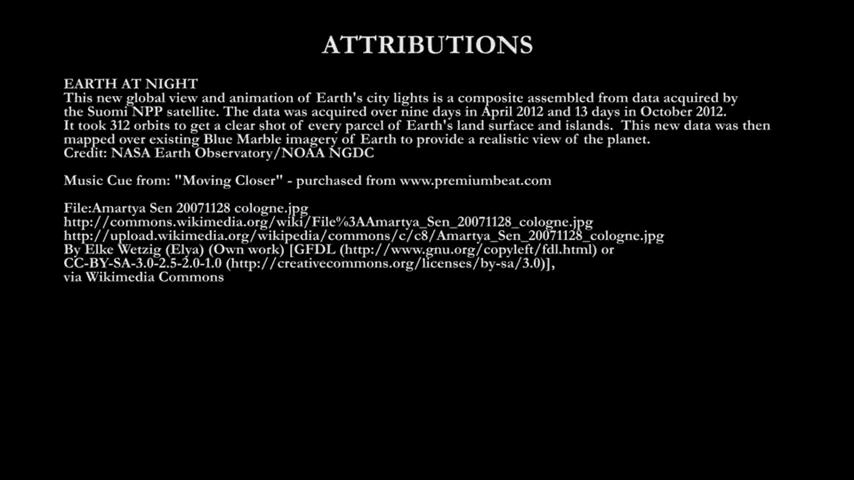 ATTRIBUTIONS
EARTH AT NIGHT
This new global view and animation of Earth's city lights is a composite assembled from data acquired by
the Suomi NPP satellite. The data was acquired over nine days in April 2012 and 13 days in October 2012.
It took 312 orbits to get a clear shot of every parcel of Earth's land surface and islands. This new data was then
mapped over existing Blue Marble imagery of Earth to provide a realistic view of the planet.
Credit: NASA Earth Observatory/NOAA NGDC
Music Cue from: "Moving Closer" - purchased from www.premiumbeat.com
File:Amartya Sen 20071128 cologne.jpg
http://commons.wikimedia.org/wiki/File%3AAmartya_Sen_20071128_cologne.jpg
http://upload.wikimedia.org/wikipedia/commons/c/c8/Amartya_Sen_20071128_cologne.jpg
By Elke Wetzig (Elya) (Own work) [GFDL (http://www.gnu.org/copyleft/fdl.html) or
CC-BY-SA-3.0-2.5-2.0-1.0 (http://creativecommons.org/licenses/by-sa/3.0)],
via Wikimedia Commons